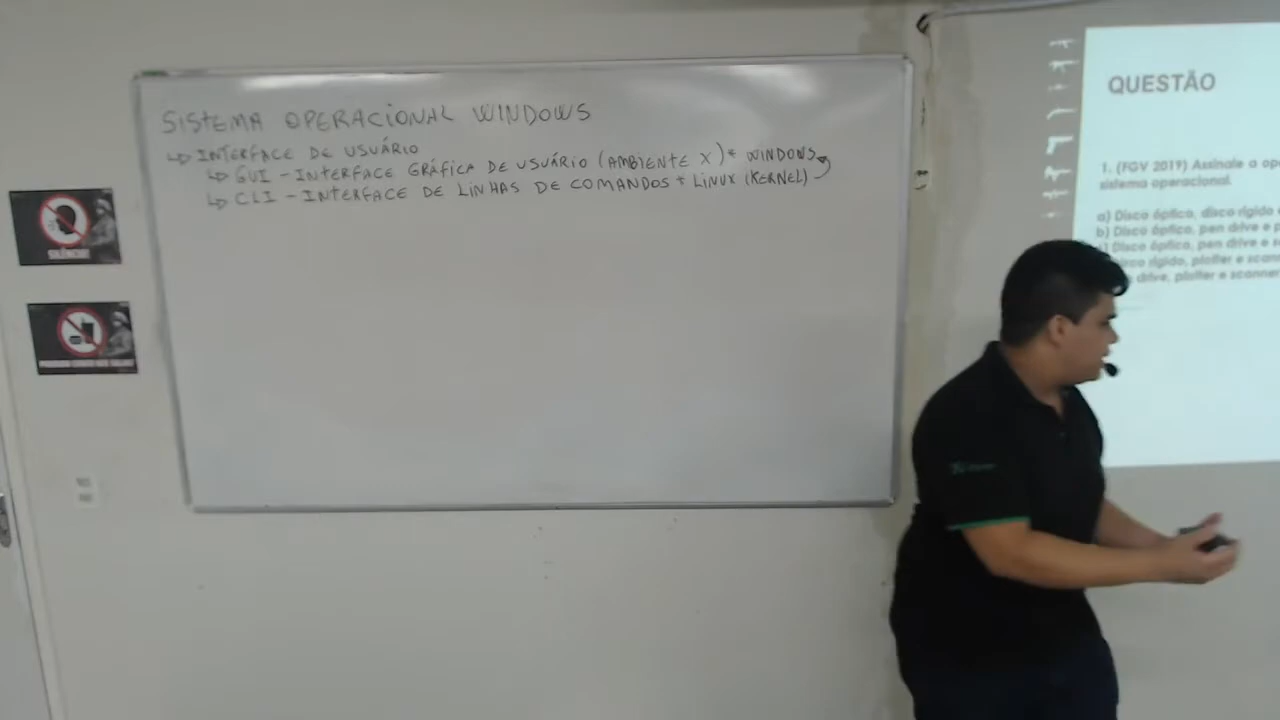 SISTEMA OPERACIONAL WINDOWS
↳ INTERFACE DE USUÁRIO
↳ GUI - INTERFACE GRÁFICA DE USUÁRIO (AMBIENTE X) * WINDOWS
↳ CLI - INTERFACE DE LINHAS DE COMANDOS * LINUX (KERNEL)
SILÊNCIO!
QUESTÃO
1. (FGV 2019) Assinale a op
sistema operacional.
a) Disco óptico, disco rígido
b) Disco óptico, pen drive e p
Disco óptico, pen drive e s
isco rígido, plotter e scann
drive, plotter e scanner